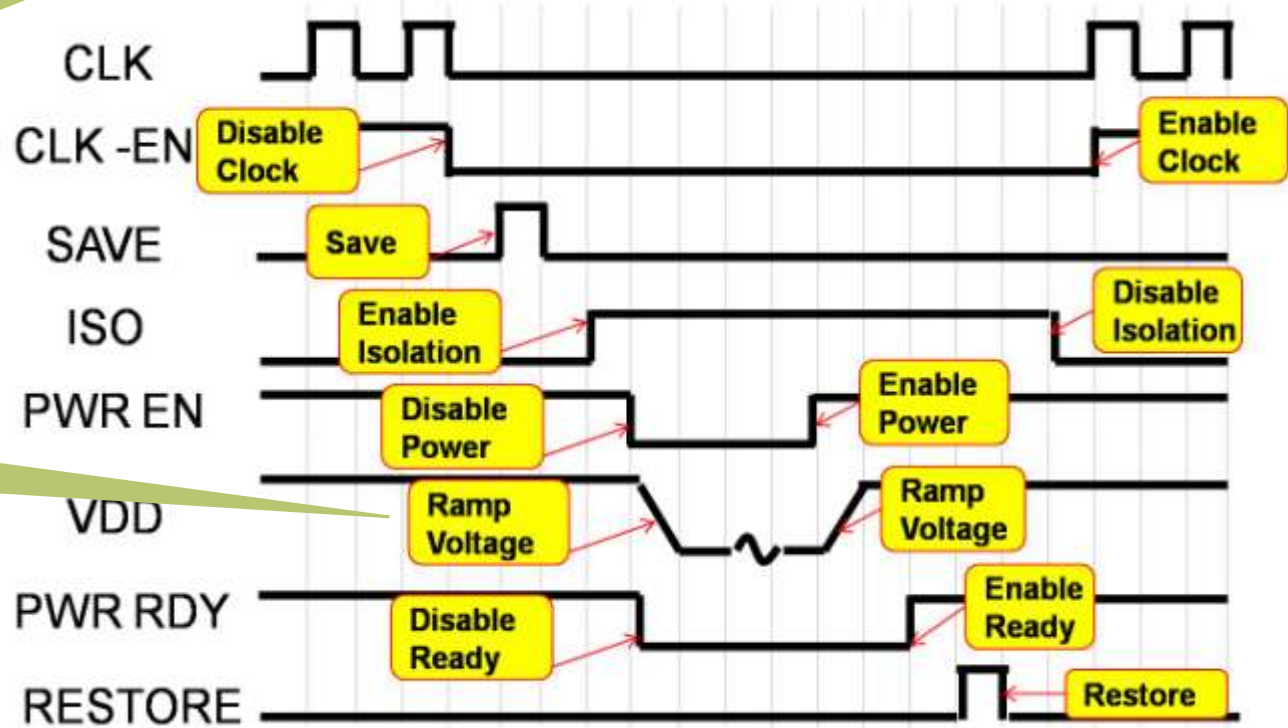 CLK
CLK -EN
Disable
Clock
Enable
Clock
SAVE
Save
ISO
Enable
Isolation
Disable
Isolation
PWR EN
Disable
Power
Enable
Power
VDD
Ramp
Voltage
Ramp
Voltage
PWR RDY
Disable
Ready
Enable
Ready
RESTORE
Restore